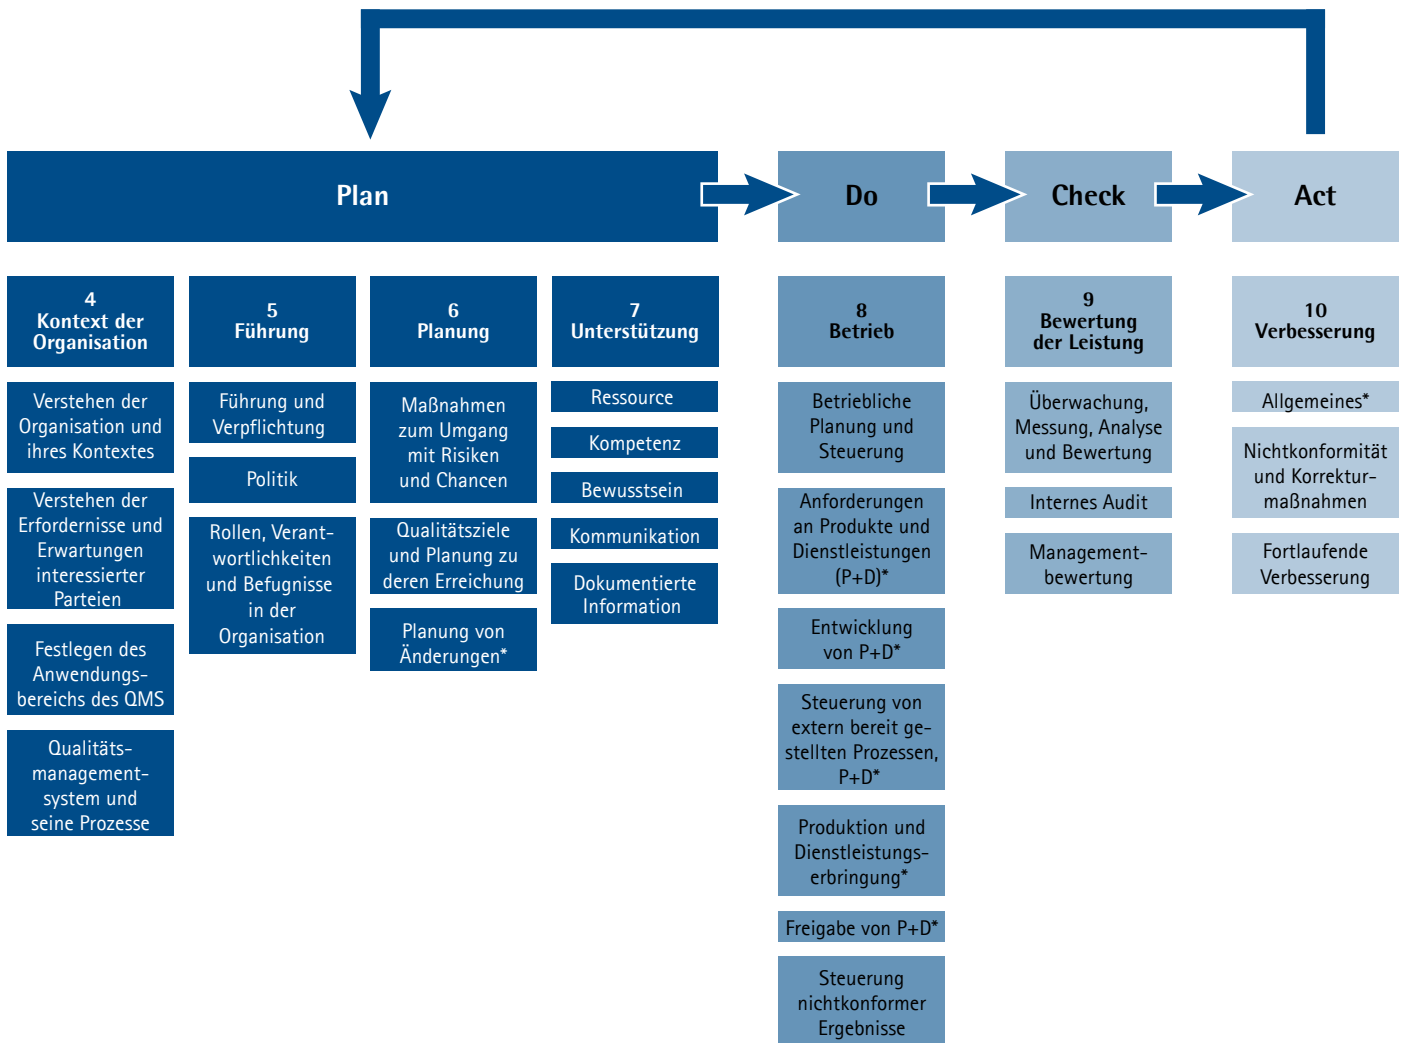 Plan
Do
Check
Act
4
Kontext der
Organisation
Verstehen der
Organisation und
ihres Kontextes
Verstehen der
Erfordernisse und
Erwartungen
interessierter
Parteien
Festlegen des
Anwendungs-
bereichs des QMS
Qualitäts-
management-
system und
seine Prozesse
5
Führung
Führung und
Verpflichtung
Politik
Rollen, Verant-
wortlichkeiten
und Befugnisse
in der
Organisation
6
Planung
Maßnahmen
zum Umgang
mit Risiken
und Chancen
Qualitätsziele
und Planung zu
deren Erreichung
Planung von
Änderungen*
7
Unterstützung
Ressource
Kompetenz
Bewusstsein
Kommunikation
Dokumentierte
Information
8
Betrieb
Betriebliche
Planung und
Steuerung
Anforderungen
an Produkte und
Dienstleistungen
(P+D)*
Entwicklung
von P+D*
Steuerung von
extern bereit ge-
stellten Prozessen,
P+D*
Produktion und
Dienstleistungs-
erbringung*
Freigabe von P+D*
Steuerung
nichtkonformer
Ergebnisse
9
Bewertung
der Leistung
Überwachung,
Messung, Analyse
und Bewertung
Internes Audit
Management-
bewertung
10
Verbesserung
Allgemeines*
Nichtkonformität
und Korrektur-
maßnahmen
Fortlaufende
Verbesserung